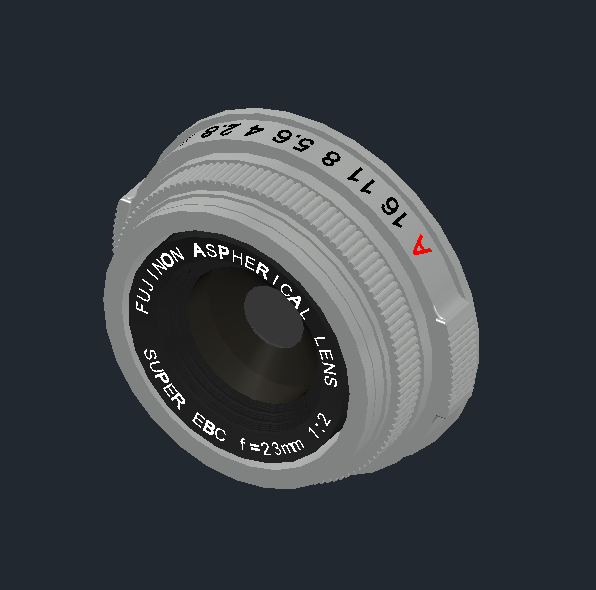 2.8 4 5.6 8 11 16 A
FUJINON ASPHERICAL LENS
SUPER EBC f=23mm 1:2